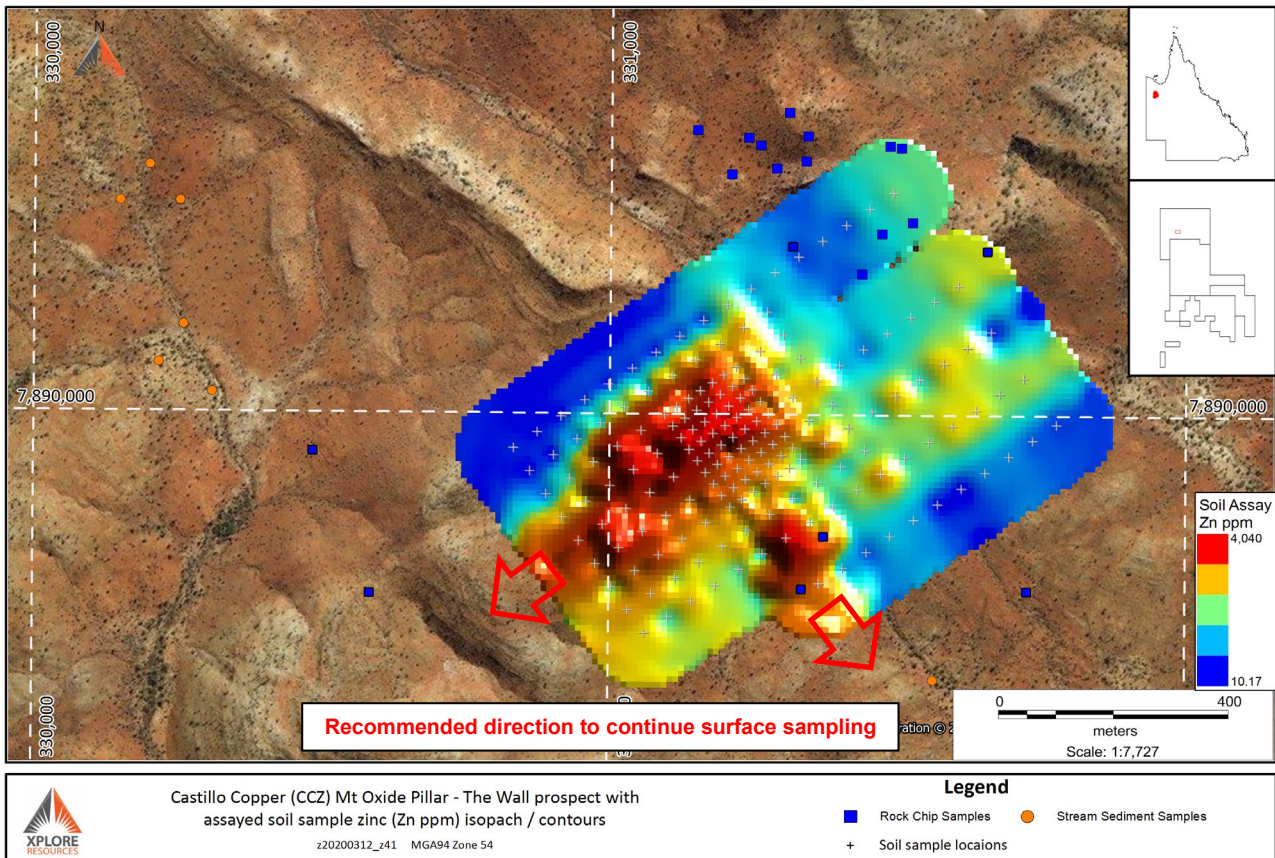 N
330,000
331,000
7,890,000
7,890,000
Soil Assay
Zn ppm
4,040
10.17
330,000
Recommended direction to continue surface sampling
0 400
meters
Scale: 1:7,727
XPLORE
RESOURCES
Castillo Copper (CCZ) Mt Oxide Pillar - The Wall prospect with
assayed soil sample zinc (Zn ppm) isopach / contours
z20200312_z41 MGA94 Zone 54
Legend
Rock Chip Samples
Stream Sediment Samples
+ Soil sample locaions